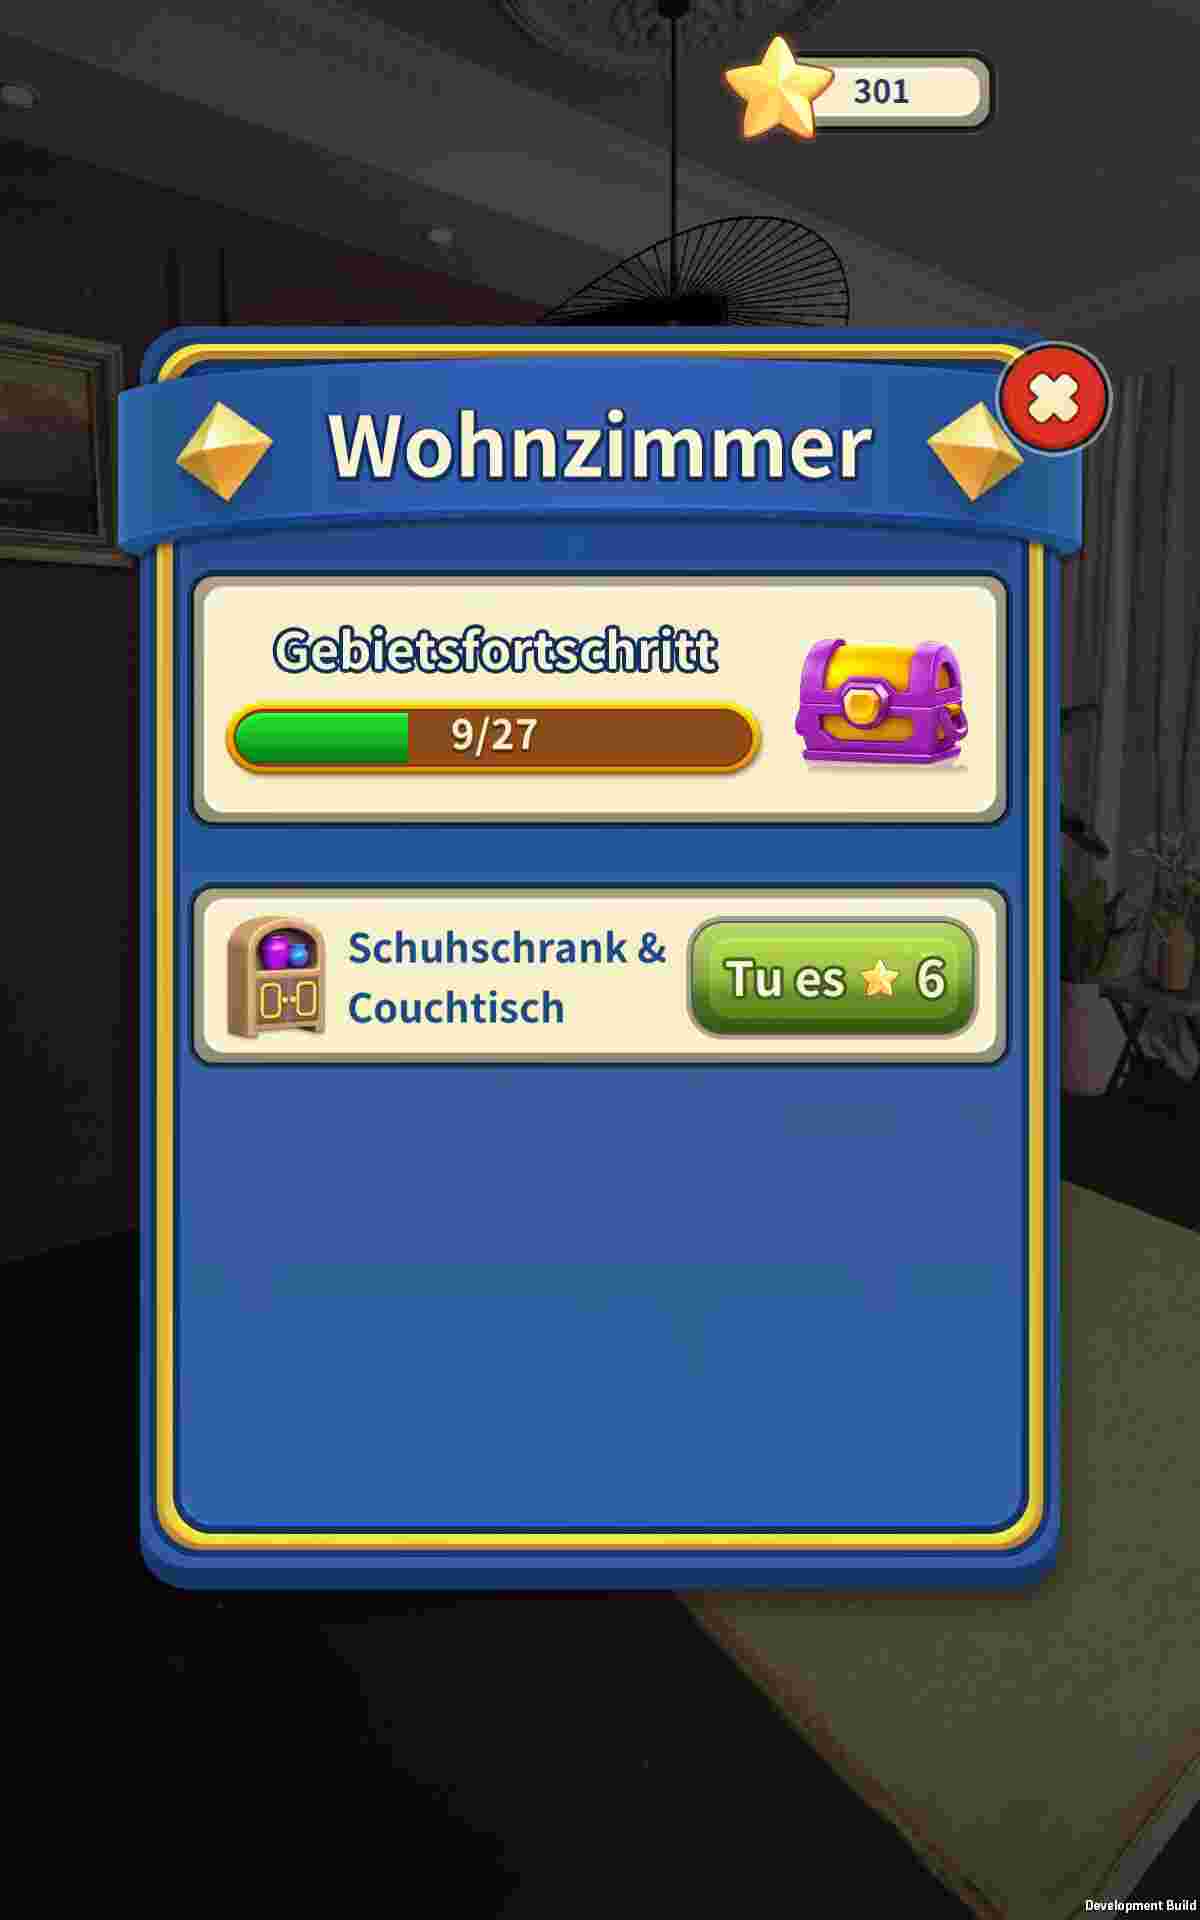 301
Wohnzimmer
Gebietsfortschritt
9/27
Schuhschrank &
Couchtisch
Tu es 6
Development Build